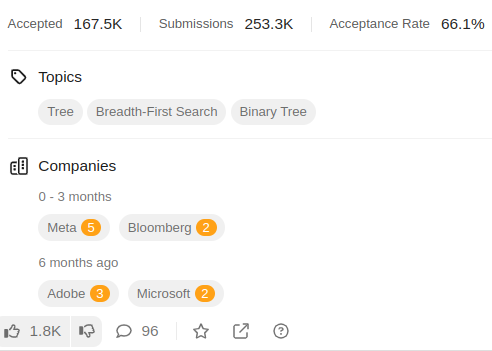 Accepted 167.5K Submissions 253.3K Acceptance Rate 66.1%
Topics
Tree Breadth-First Search Binary Tree
Companies
0 - 3 months
Meta 5 Bloomberg 2
6 months ago
Adobe 3 Microsoft 2
1.8K 96